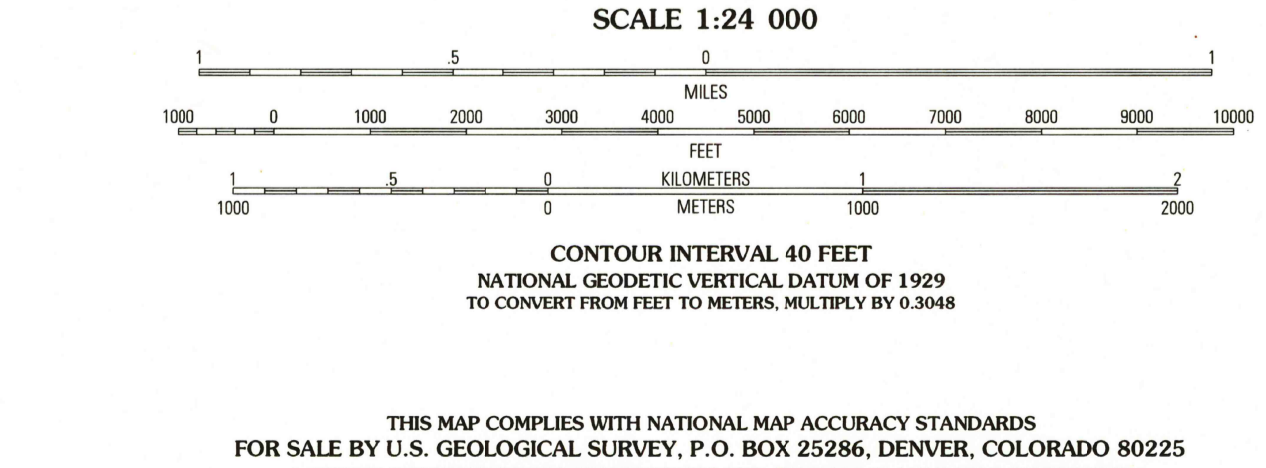 SCALE 1:24 000
1 .5 0 1
MILES
1000 0 1000 2000 3000 4000 5000 6000 7000 8000 9000 10000
FEET
1 .5 0 KILOMETERS 1 2
1000 0 METERS 1000 2000
CONTOUR INTERVAL 40 FEET
NATIONAL GEODETIC VERTICAL DATUM OF 1929
TO CONVERT FROM FEET TO METERS, MULTIPLY BY 0.3048
THIS MAP COMPLIES WITH NATIONAL MAP ACCURACY STANDARDS
FOR SALE BY U.S. GEOLOGICAL SURVEY, P.O. BOX 25286, DENVER, COLORADO 80225